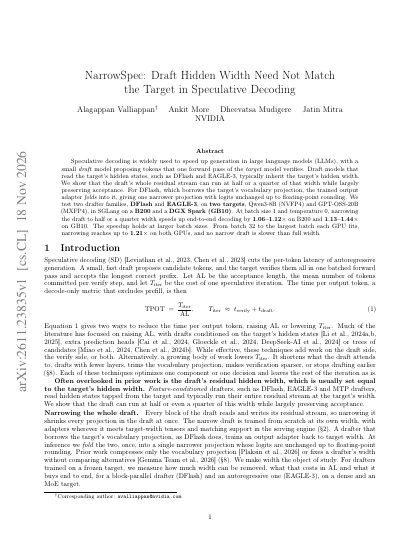 NarrowSpec: Draft Hidden Width Need Not Match
the Target in Speculative Decoding
Alagappan Valliappan† Ankit More Dheevatsa Mudigere Jatin Mitra
NVIDIA
Abstract
Speculative decoding is widely used to speed up generation in large language models (LLMs), with a
small draft model proposing tokens that one forward pass of the target model verifies. Draft models that
read the target's hidden states, such as DFlash and EAGLE-3, typically inherit the target's hidden width.
We show that the draft's whole residual stream can run at half or a quarter of that width while largely
preserving acceptance. For DFlash, which borrows the target's vocabulary projection, the trained output
adapter folds into it, giving one narrower projection whose logits are unchanged up to floating-point rounding. We
test two drafter families, DFlash and EAGLE-3, on two targets, Qwen3-8B (NVFP4) and GPT-OSS-20B
(MXFP4), in SGLang on a B200 and a DGX Spark (GB10). At batch size 1 and temperature 0, narrowing
the draft to half or a quarter width speeds up end-to-end decoding by 1.06–1.12× on B200 and 1.13–1.44×
on GB10. The speedup holds at larger batch sizes. From batch 32 to the largest batch each GPU fits,
narrowing reaches up to 1.21× on both GPUs, and no narrow draft is slower than full width.
1 Introduction
Speculative decoding (SD) [Leviathan et al., 2023, Chen et al., 2023] cuts the per-token latency of autoregressive
generation. A small, fast draft proposes candidate tokens, and the target verifies them all in one batched forward
pass and accepts the longest correct prefix. Let AL be the acceptance length, the mean number of tokens
committed per verify step, and let Titer be the cost of one speculative iteration. The time per output token, a
decode-only metric that excludes prefill, is then
TPOT = Titer / AL, Titer ≈ tverify + tdraft. (1)
Equation 1 gives two ways to reduce the time per output token, raising AL or lowering Titer. Much of the
literature has focused on raising AL, with drafts conditioned on the target's hidden states [Li et al., 2024a,b,
2025], extra prediction heads [Cai et al., 2024, Gloeckle et al., 2024, DeepSeek-AI et al., 2024] or trees of
candidates [Miao et al., 2024, Chen et al., 2024b]. While effective, these techniques add work on the draft side,
the verify side, or both. Alternatively, a growing body of work lowers Titer. It shortens what the draft attends
to, drafts with fewer layers, trims the vocabulary projection, makes verification sparser, or stops drafting earlier
(§8). Each of these techniques optimizes one component or one decision and leaves the rest of the iteration as is
Often overlooked in prior work is the draft's residual hidden width, which is usually set equal
to the target's hidden width. Feature-conditioned drafters, such as DFlash, EAGLE-3 and MTP drafters,
read hidden states tapped from the target and typically run their entire residual stream at the target's width.
We show that the draft can run at half or even a quarter of this width while largely preserving acceptance.
Narrowing the whole draft. Every block of the draft reads and writes its residual stream, so narrowing it
shrinks every projection in the draft at once. The narrow draft is trained from scratch at its own width, with
adapters wherever it meets target-width tensors and matching support in the serving engine (§2). A drafter that
borrows the target's vocabulary projection, as DFlash does, trains an output adapter back to target width. At
inference we fold the two, once, into a single projection whose logits are unchanged up to floating-point
rounding. Prior work compresses only the vocabulary projection [Plaksin et al., 2026] or fixes a drafter's width
without comparing alternatives [Gemma Team et al., 2026] (§8). We make width the object of study. For drafters
trained on a frozen target, we measure how much width can be removed, what that costs in AL and what it
buys end to end, for a block-parallel drafter (DFlash) and an autoregressive one (EAGLE-3), on a dense and an
MoE target.
†Corresponding author: avalliappan@nvidia.com
1
arXiv:2611.23835v1 [cs.CL] 18 Nov 2026